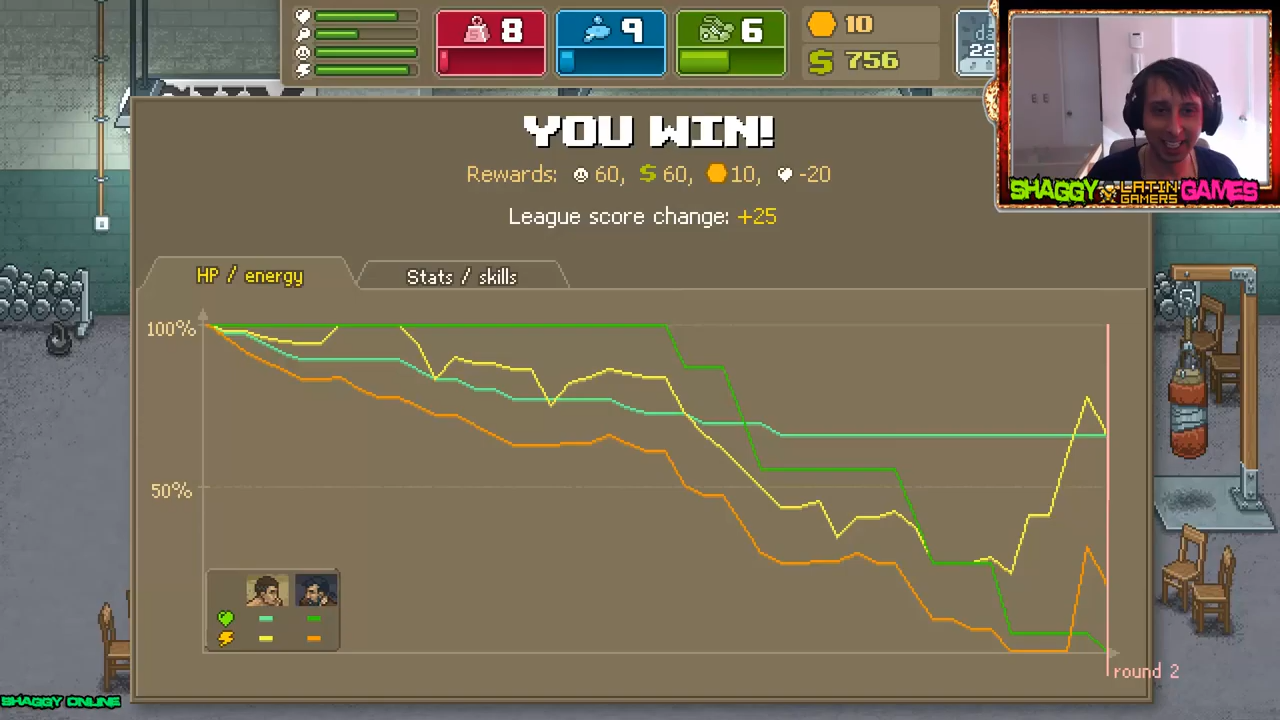 8
9
6
10
756
22
YOU WIN!
Rewards: 60, $ 60, 10, -20
League score change: +25
HP / energy
Stats / skills
100%
50%
round 2
SHAGGY LATIN GAMERS GAMES
SHAGGY ONLINE